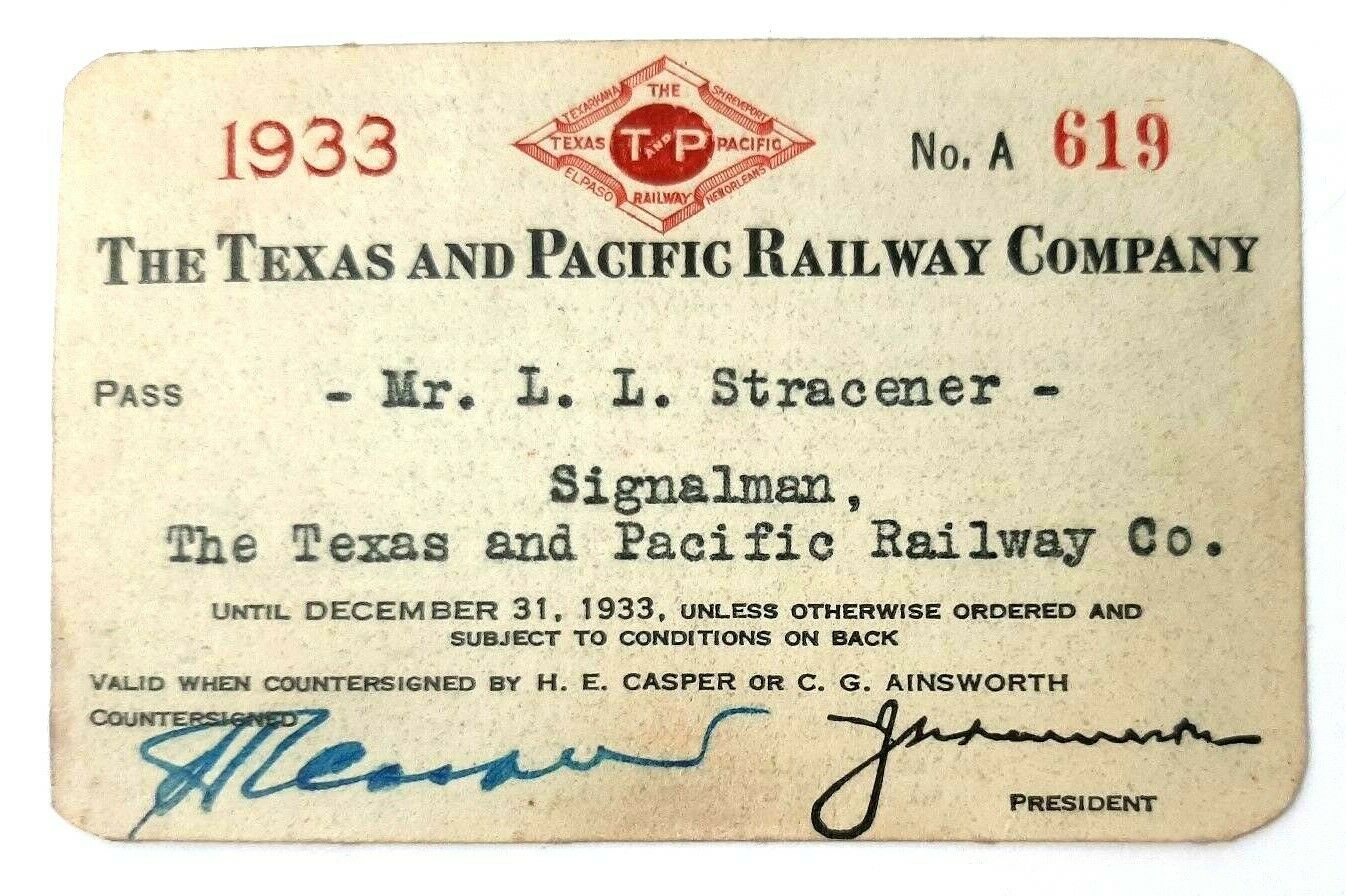 1933
THE
TEXARKANA
SHREVEPORT
TEXAS T AND P PACIFIC
EL PASO
RAILWAY
NEW ORLEANS
No. A 619
THE TEXAS AND PACIFIC RAILWAY COMPANY
PASS - Mr. L. L. Stracener -
Signalman,
The Texas and Pacific Railway Co.
UNTIL DECEMBER 31, 1933, UNLESS OTHERWISE ORDERED AND
SUBJECT TO CONDITIONS ON BACK
VALID WHEN COUNTERSIGNED BY H. E. CASPER OR C. G. AINSWORTH
COUNTERSIGNED
PRESIDENT